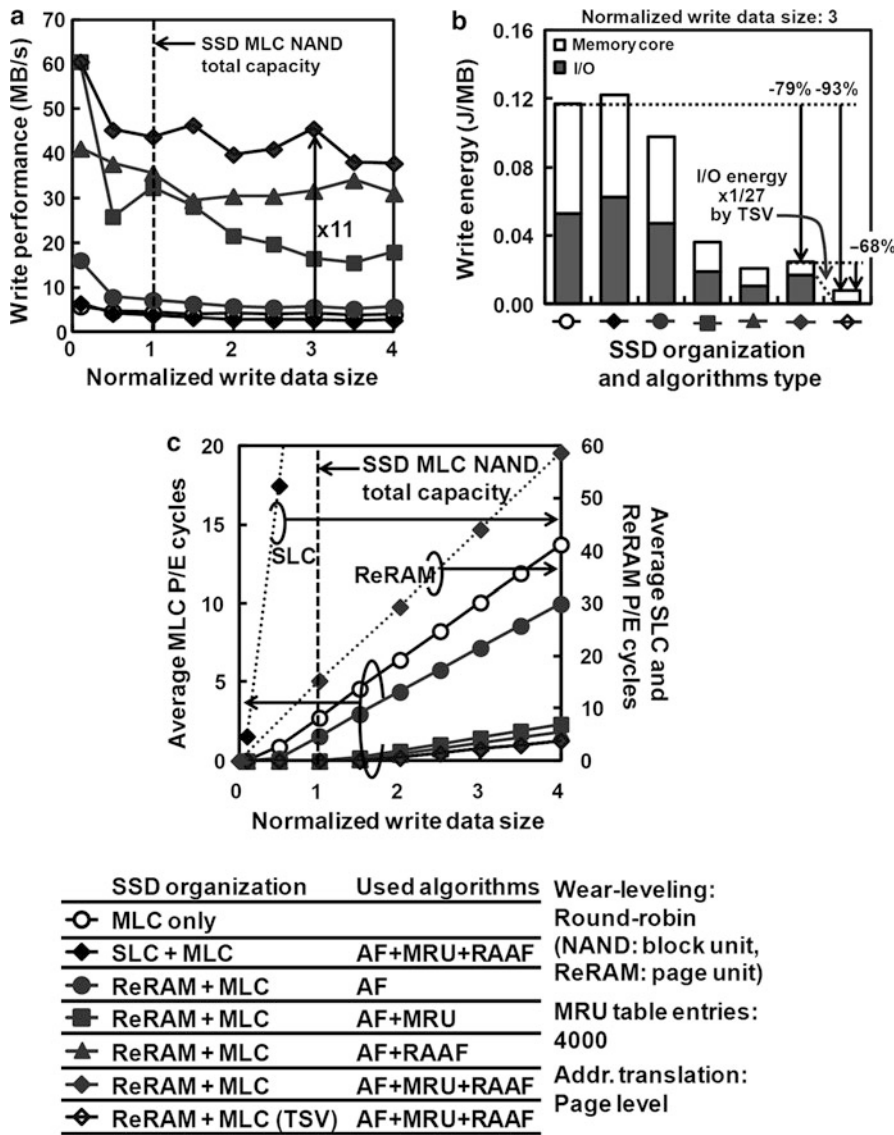 a
Write performance (MB/s)
70
60
50
40
30
20
10
0
SSD MLC NAND
total capacity
x11
0 1 2 3 4
Normalized write data size
b
Normalized write data size: 3
Write energy (J/MB)
0.16
0.12
0.08
0.04
0.00
Memory core
I/O
-79% -93%
I/O energy
x1/27
by TSV
-68%
SSD organization
and algorithms type
c
Average MLC P/E cycles
20
15
10
5
0
SSD MLC NAND
total capacity
SLC
ReRAM
60
50
40
30
20
10
0
Average SLC and
ReRAM P/E cycles
0 1 2 3 4
Normalized write data size
SSD organization Used algorithms
MLC only
SLC + MLC AF+MRU+RAAF
ReRAM + MLC AF
ReRAM + MLC AF+MRU
ReRAM + MLC AF+RAAF
ReRAM + MLC AF+MRU+RAAF
ReRAM + MLC (TSV) AF+MRU+RAAF
Wear-leveling:
Round-robin
(NAND: block unit,
ReRAM: page unit)
MRU table entries:
4000
Addr. translation:
Page level